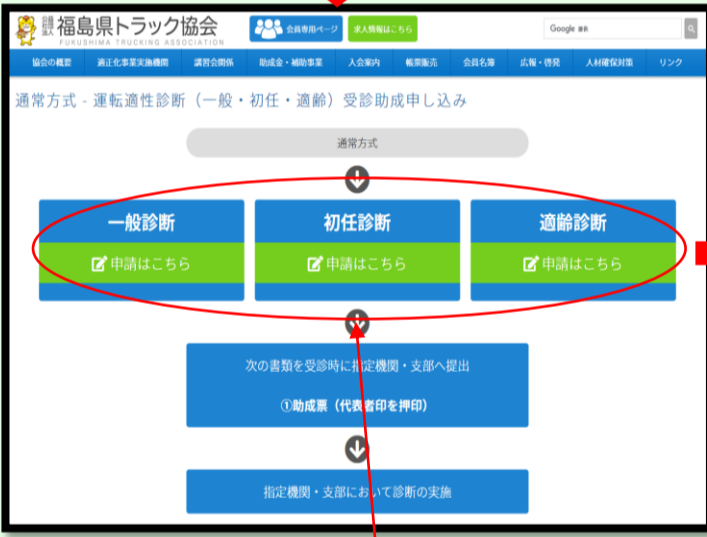 公益社団法人 福島県トラック協会
FUKUSHIMA TRUCKING ASSOCIATION
会員専用ページ
求人情報はこちら
Google
協会の概要 適正化事業実施機関 講習会関係 助成金・補助事業 入会案内 帳票販売 会員名簿 広報・啓発 人材確保対策 リンク
通常方式 - 運転適性診断（一般・初任・適齢）受診助成申し込み
通常方式
一般診断 初任診断 適齢診断
申請はこちら 申請はこちら 申請はこちら
次の書類を受診時に指定機関・支部へ提出
①助成票（代表者印を押印）
指定機関・支部において診断の実施